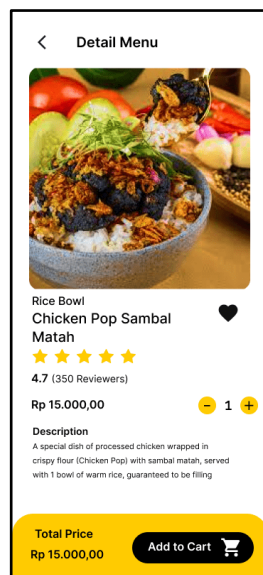 Detail Menu
Rice Bowl
Chicken Pop Sambal
Matah
4.7 (350 Reviewers)
Rp 15.000,00
- 1 +
Description
A special dish of processed chicken wrapped in
crispy flour (Chicken Pop) with sambal matah, served
with 1 bowl of warm rice, guaranteed to be filling
Total Price
Rp 15.000,00
Add to Cart